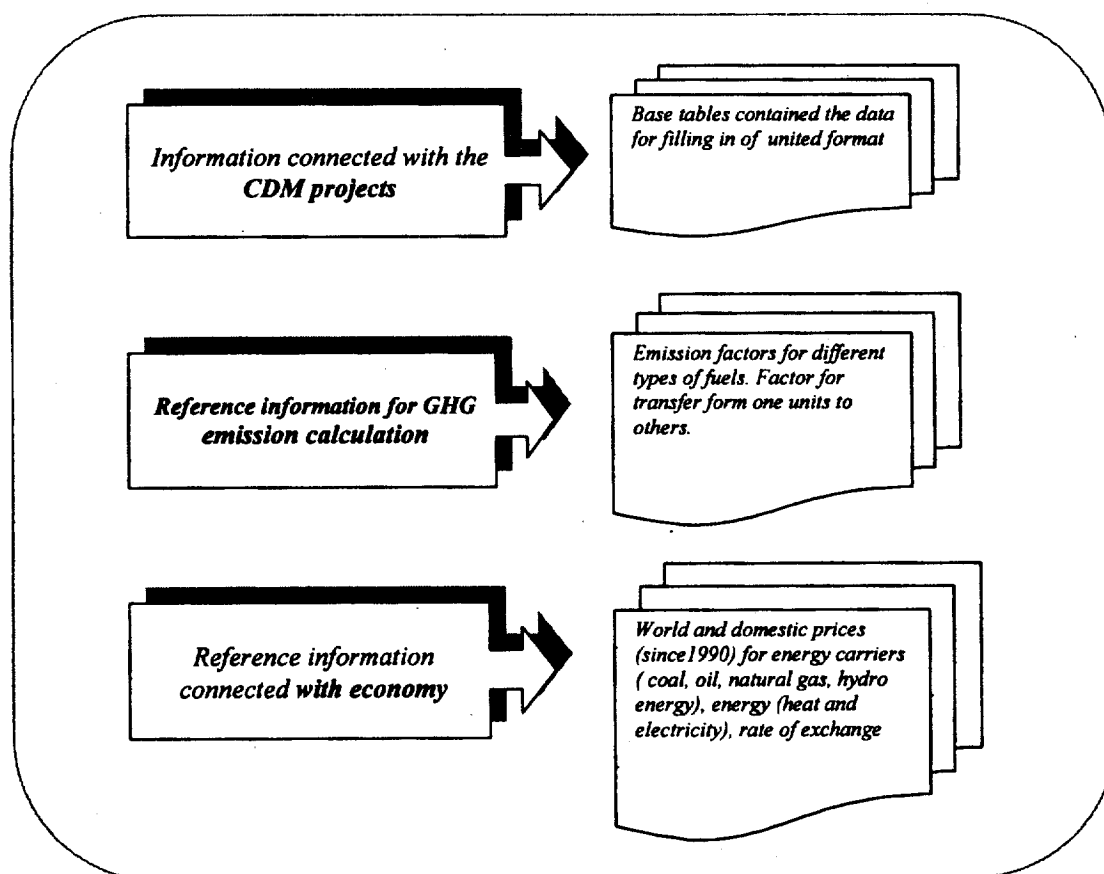 Information connected with the
CDM projects
Base tables contained the data
for filling in of united format
Reference information for GHG
emission calculation
Emission factors for different
types of fuels. Factor for
transfer form one units to
others.
Reference information
connected with economy
World and domestic prices
(since1990) for energy carriers
( coal, oil, natural gas, hydro
energy), energy (heat and
electricity), rate of exchange